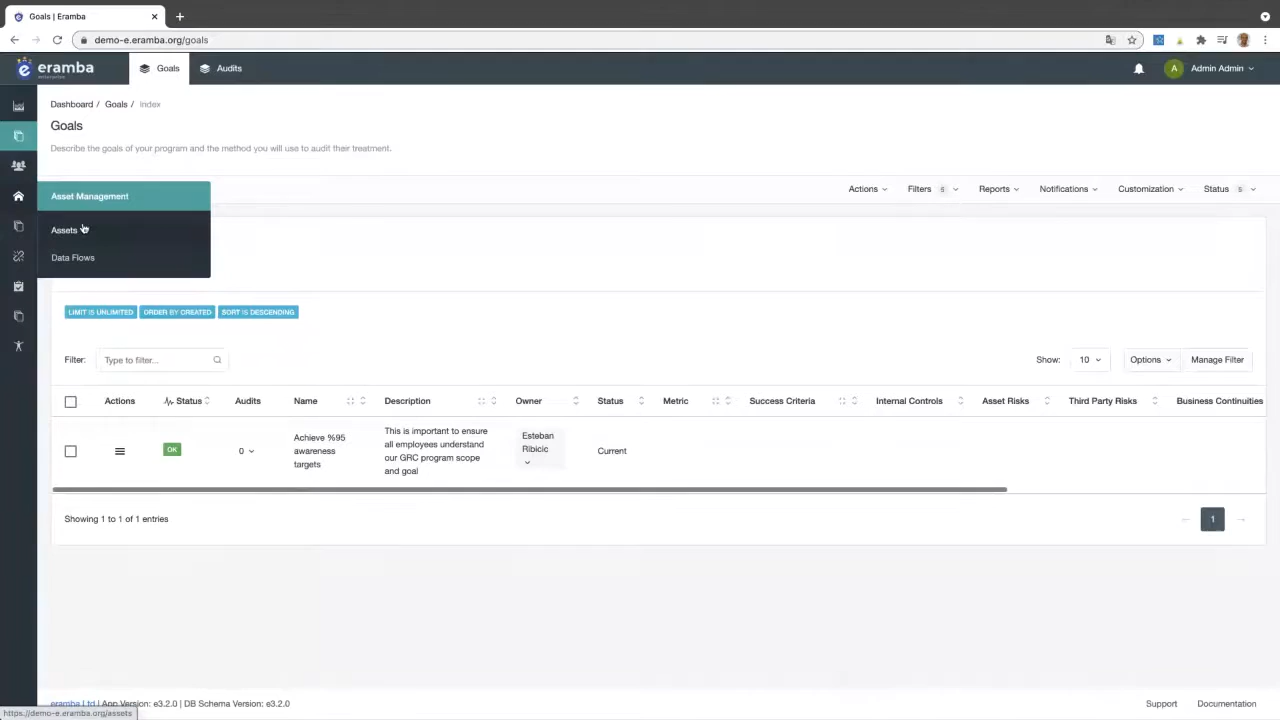 Goals | Eramba
demo-e.eramba.org/goals
eramba
enterprise
Goals
Audits
A
Admin Admin
Dashboard / Goals / Index
Goals
Describe the goals of your program and the method you will use to audit their treatment.
Asset Management
Assets
Data Flows
Actions
Filters 5
Reports
Notifications
Customization
Status 5
LIMIT IS UNLIMITED
ORDER BY CREATED
SORT IS DESCENDING
Filter:
Type to filter...
Show:
10
Options
Manage Filter
Actions
Status
Audits
Name
Description
Owner
Status
Metric
Success Criteria
Internal Controls
Asset Risks
Third Party Risks
Business Continuities
OK
0
Achieve %95
awareness
targets
This is important to ensure
all employees understand
our GRC program scope
and goal
Esteban
Ribicic
Current
Showing 1 to 1 of 1 entries
1
eramba Ltd | App Version: e3.2.0 | DB Schema Version: e3.2.0
Support
Documentation
https://demo-e.eramba.org/assets